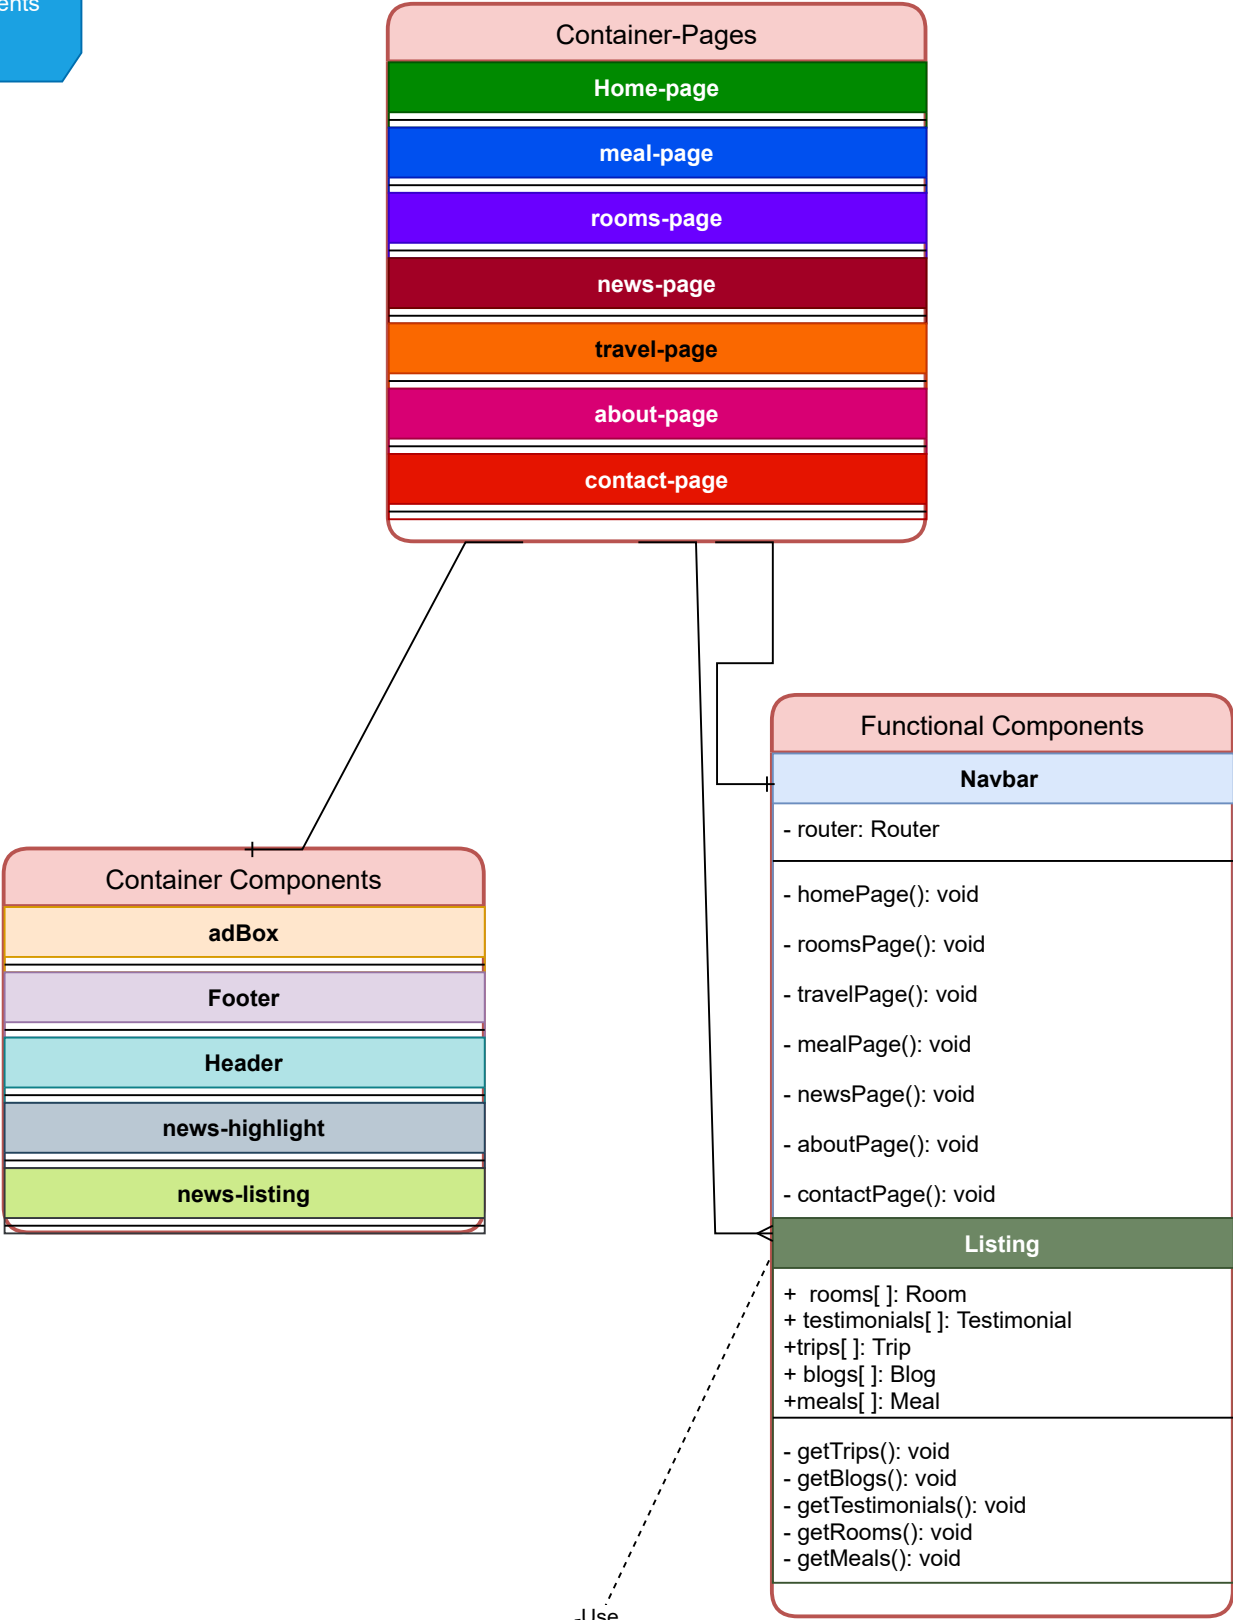 Container-Pages
Home-page
meal-page
rooms-page
news-page
travel-page
about-page
contact-page
Container Components
adBox
Footer
Header
news-highlight
news-listing
Functional Components
Navbar
- router: Router
- homePage(): void
- roomsPage(): void
- travelPage(): void
- mealPage(): void
- newsPage(): void
- aboutPage(): void
- contactPage(): void
Listing
+  rooms[ ]: Room
+ testimonials[ ]: Testimonial
+trips[ ]: Trip
+ blogs[ ]: Blog
+meals[ ]: Meal
- getTrips(): void
- getBlogs(): void
- getTestimonials(): void
- getRooms(): void
- getMeals(): void
Use